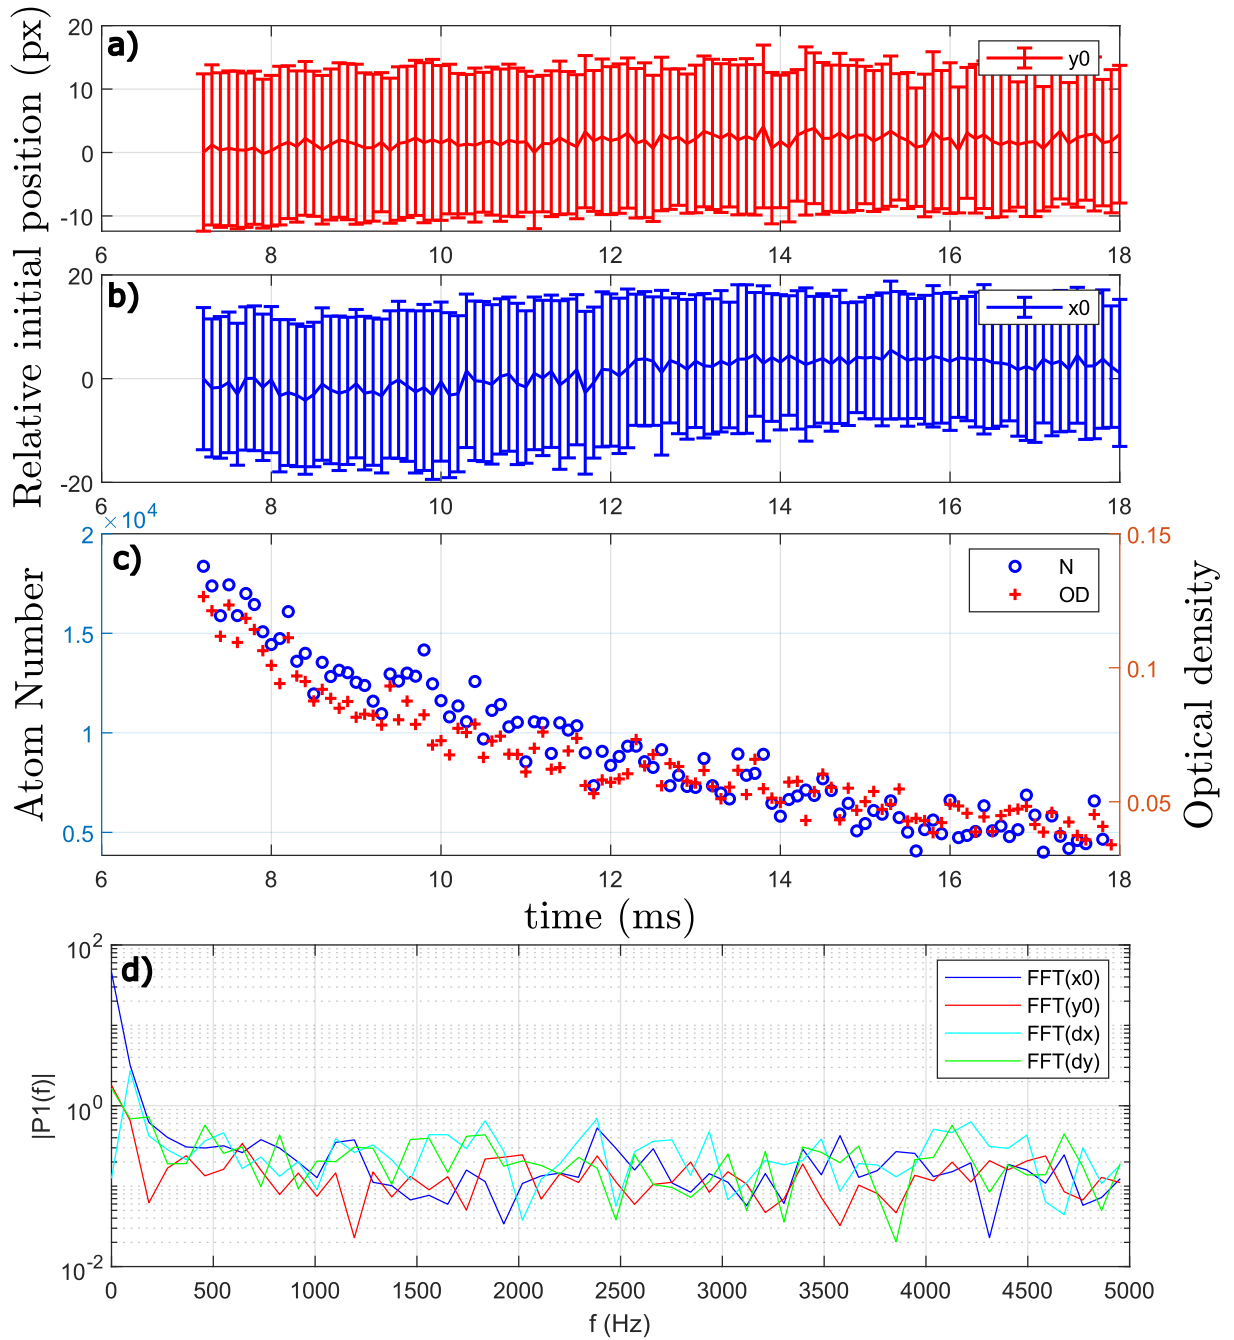 Relative initial position (px)
a)
20
10
0
-10
y0
6
8
10
12
14
16
18
b)
20
0
-20
x0
6
8
10
12
14
16
18
×10⁴
c)
Atom Number
2
1.5
1
0.5
N
OD
0.15
0.1
0.05
Optical density
6
8
10
12
14
16
18
time (ms)
d)
|P1(f)|
10²
10⁰
10⁻²
FFT(x0)
FFT(y0)
FFT(dx)
FFT(dy)
0
500
1000
1500
2000
2500
3000
3500
4000
4500
5000
f (Hz)